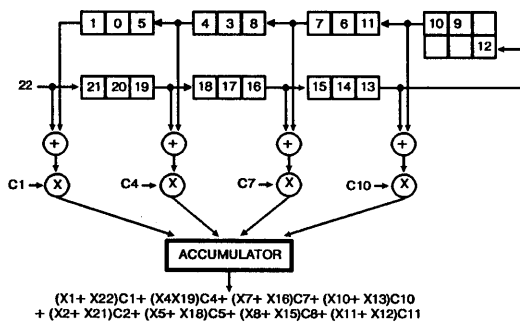 1 0 5 4 3 8 7 6 11 10 9
12
22 21 20 19 18 17 16 15 14 13
+ + + +
C1 X C4 X C7 X C10 X
ACCUMULATOR
(X1+ X22)C1+ (X4X19)C4+ (X7+ X16)C7+ (X10+ X13)C10
+ (X2+ X21)C2+ (X5+ X18)C5+ (X8+ X15)C8+ (X11+ X12)C11